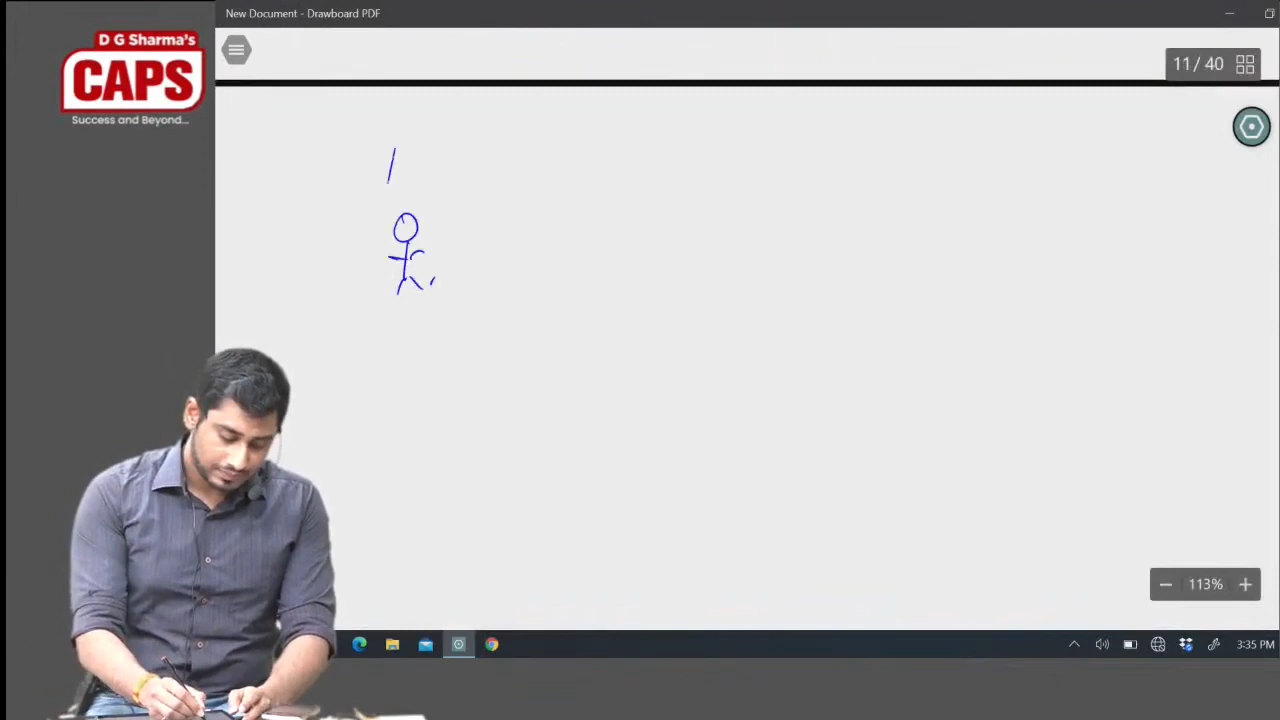 New Document - Drawboard PDF
D G Sharma's
CAPS
Success and Beyond...
11 / 40
113%
3:35 PM